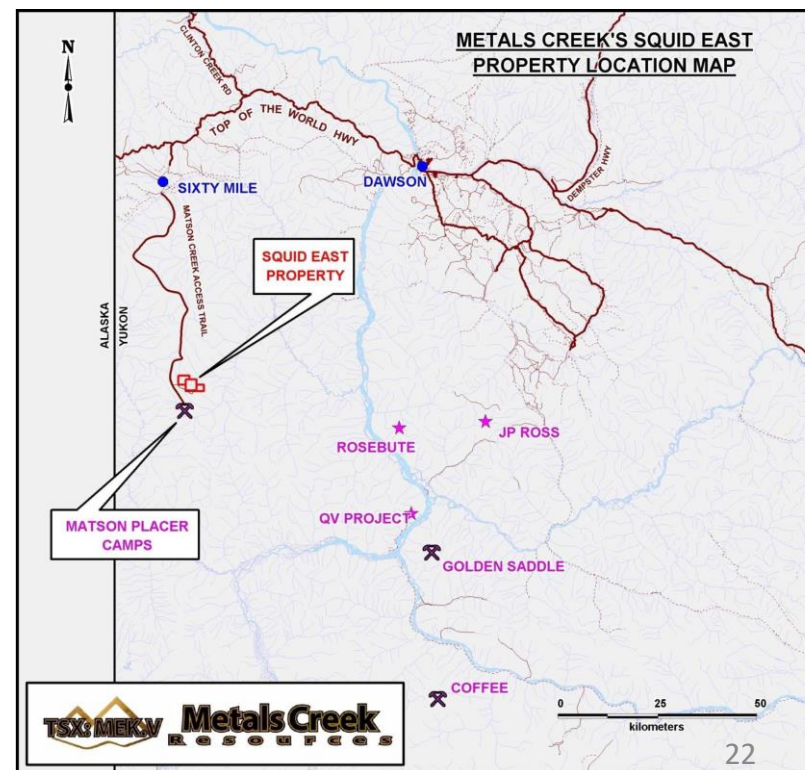 METALS CREEK'S SQUID EAST
PROPERTY LOCATION MAP
N
CLINTON CREEK RD
TOP OF THE WORLD HWY
DEMPSTER HWY
DAWSON
SIXTY MILE
MATSON CREEK ACCESS TRAIL
SQUID EAST
PROPERTY
ALASKA
YUKON
ROSEBUTE
JP ROSS
MATSON PLACER
CAMPS
QV PROJECT
GOLDEN SADDLE
COFFEE
0 25 50
kilometers
TSX: MEK.V
Metals Creek
Resources
22